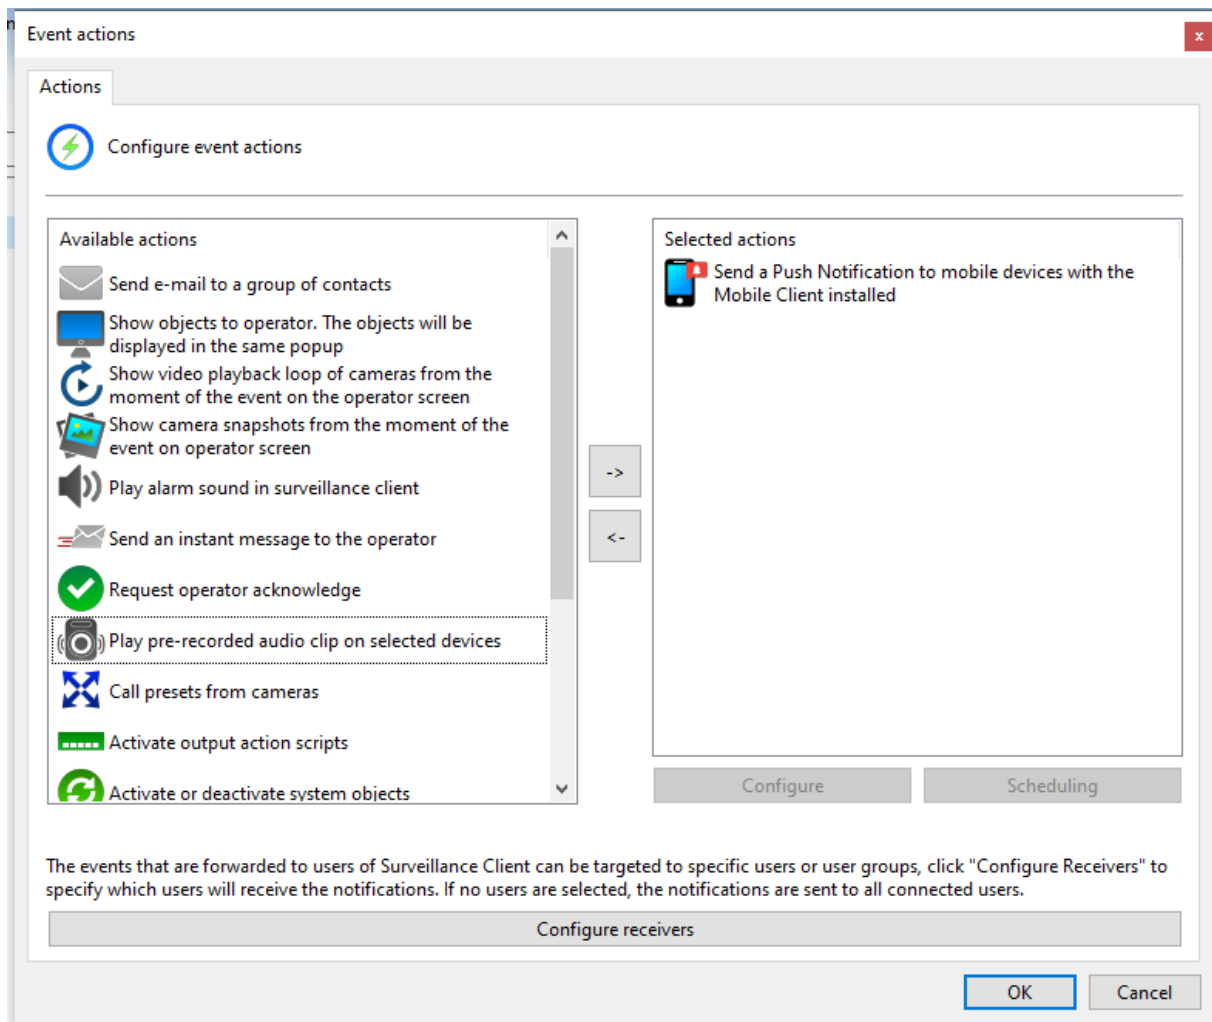 Event actions
x
Actions
Configure event actions
Available actions
Send e-mail to a group of contacts
Show objects to operator. The objects will be
displayed in the same popup
Show video playback loop of cameras from the
moment of the event on the operator screen
Show camera snapshots from the moment of the
event on operator screen
Play alarm sound in surveillance client
Send an instant message to the operator
Request operator acknowledge
Play pre-recorded audio clip on selected devices
Call presets from cameras
Activate output action scripts
Activate or deactivate system objects
->
<-
Selected actions
Send a Push Notification to mobile devices with the
Mobile Client installed
Configure
Scheduling
The events that are forwarded to users of Surveillance Client can be targeted to specific users or user groups, click "Configure Receivers" to
specify which users will receive the notifications. If no users are selected, the notifications are sent to all connected users.
Configure receivers
OK
Cancel